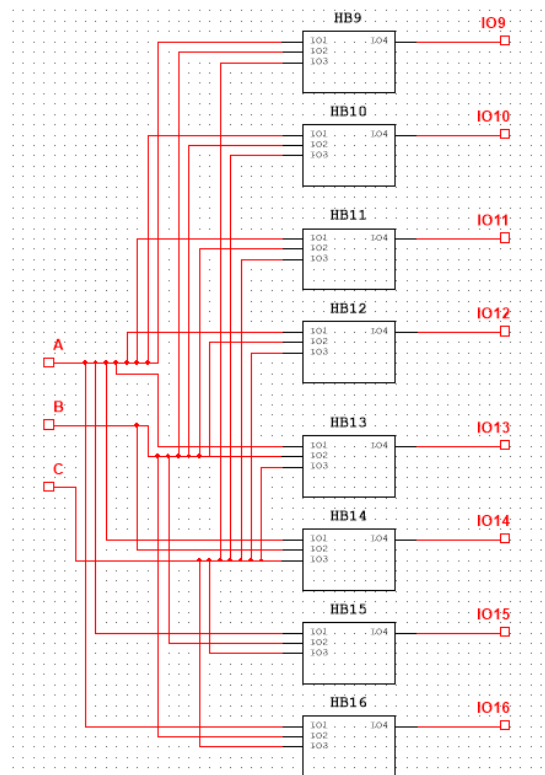 HB9
IO9
IO1 IO4
IO2
IO3
HB10
IO10
IO1 IO4
IO2
IO3
HB11
IO11
IO1 IO4
IO2
IO3
HB12
IO12
IO1 IO4
IO2
IO3
A
B
C
HB13
IO13
IO1 IO4
IO2
IO3
HB14
IO14
IO1 IO4
IO2
IO3
HB15
IO15
IO1 IO4
IO2
IO3
HB16
IO16
IO1 IO4
IO2
IO3